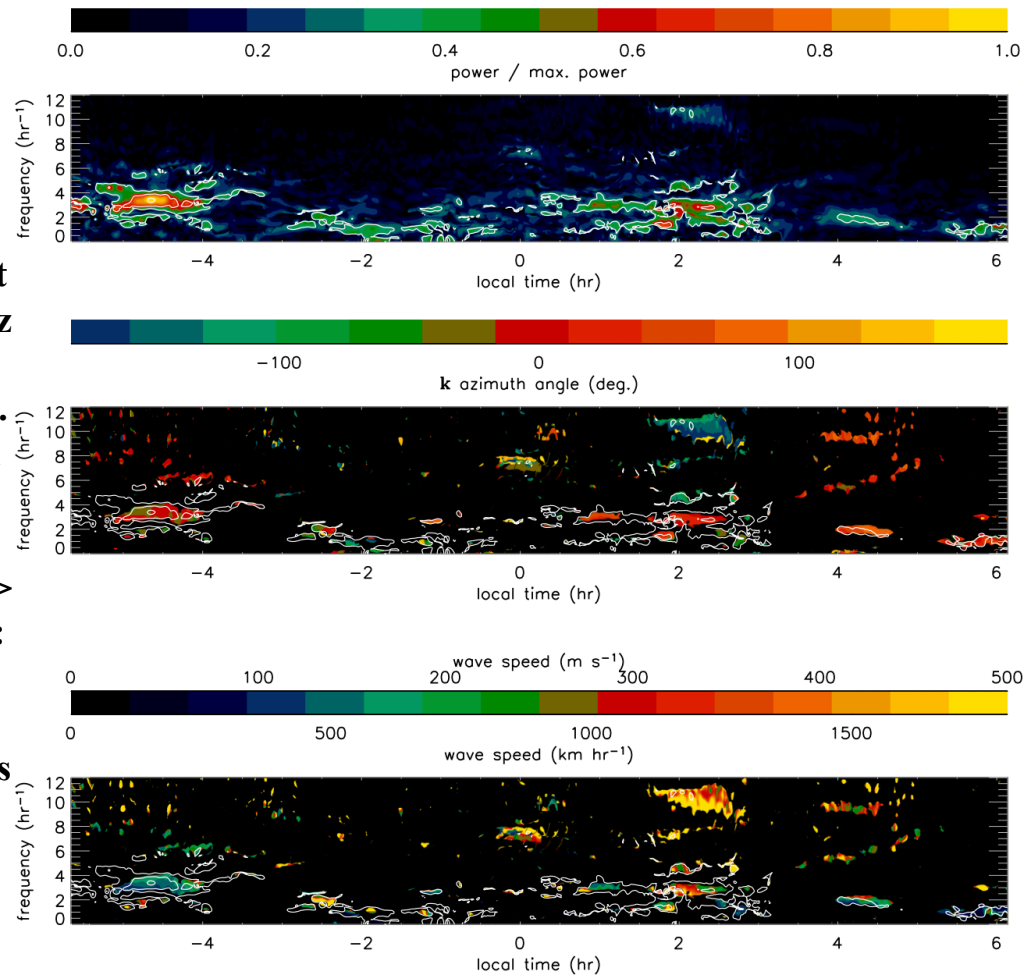 0.0 0.2 0.4 0.6 0.8 1.0
power / max. power
frequency (hr⁻¹)
12
10
8
6
4
2
0
−4 −2 0 2 4 6
local time (hr)
t
z
−100 0 100
k azimuth angle (deg.)
.
frequency (hr⁻¹)
12
10
8
6
4
2
0
−4 −2 0 2 4 6
local time (hr)
>
:
wave speed (m s⁻¹)
0 100 200 300 400 500
0 500 1000 1500
wave speed (km hr⁻¹)
s
frequency (hr⁻¹)
12
10
8
6
4
2
0
−4 −2 0 2 4 6
local time (hr)